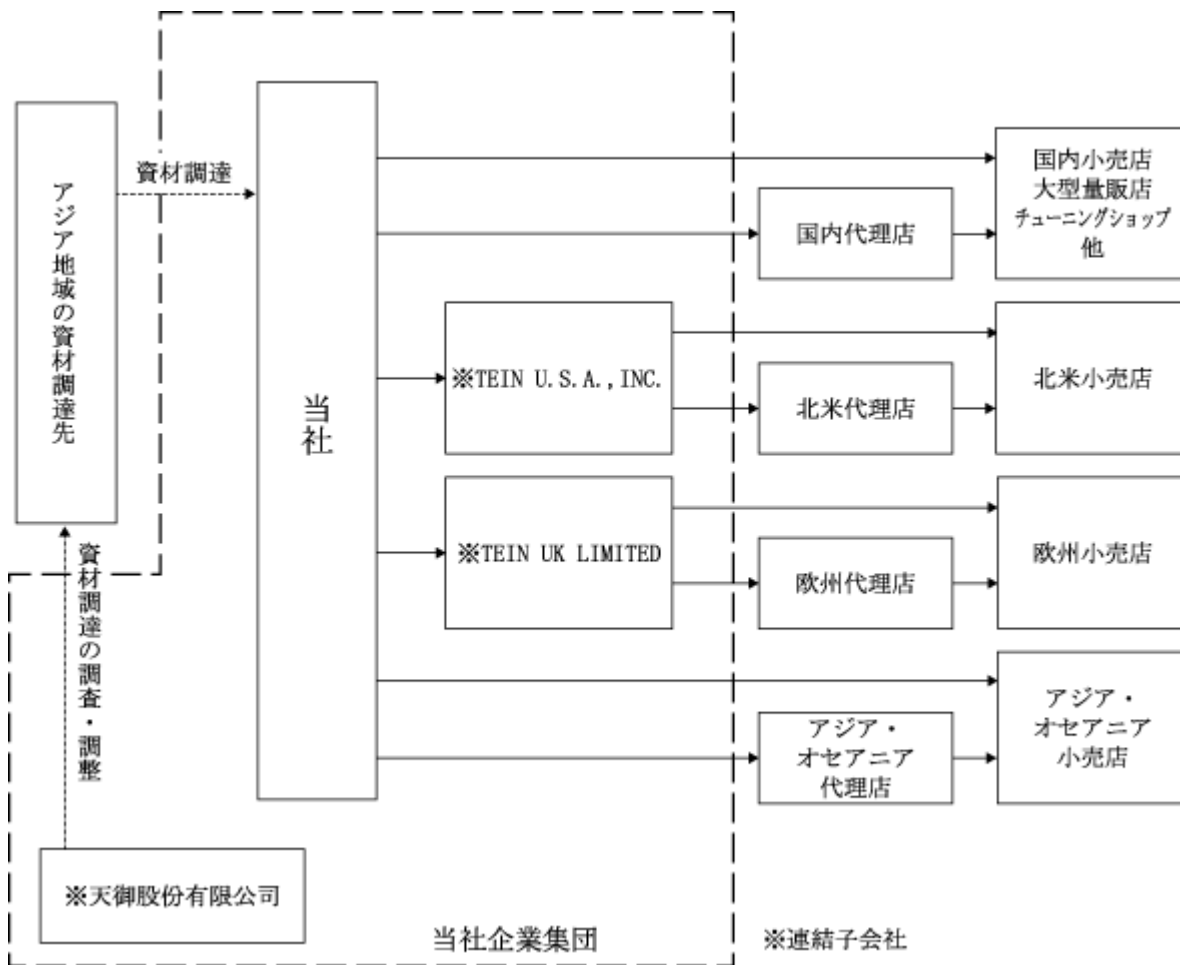 アジア地域の資材調達先
資材調達
当社
国内小売店
大型量販店
チューニングショップ
他
国内代理店
※TEIN U.S.A.,INC.
北米代理店
北米小売店
※TEIN UK LIMITED
欧州代理店
欧州小売店
アジア・
オセアニア
代理店
アジア・
オセアニア
小売店
資材調達の調査・調整
※天御股份有限公司
当社企業集団
※連結子会社